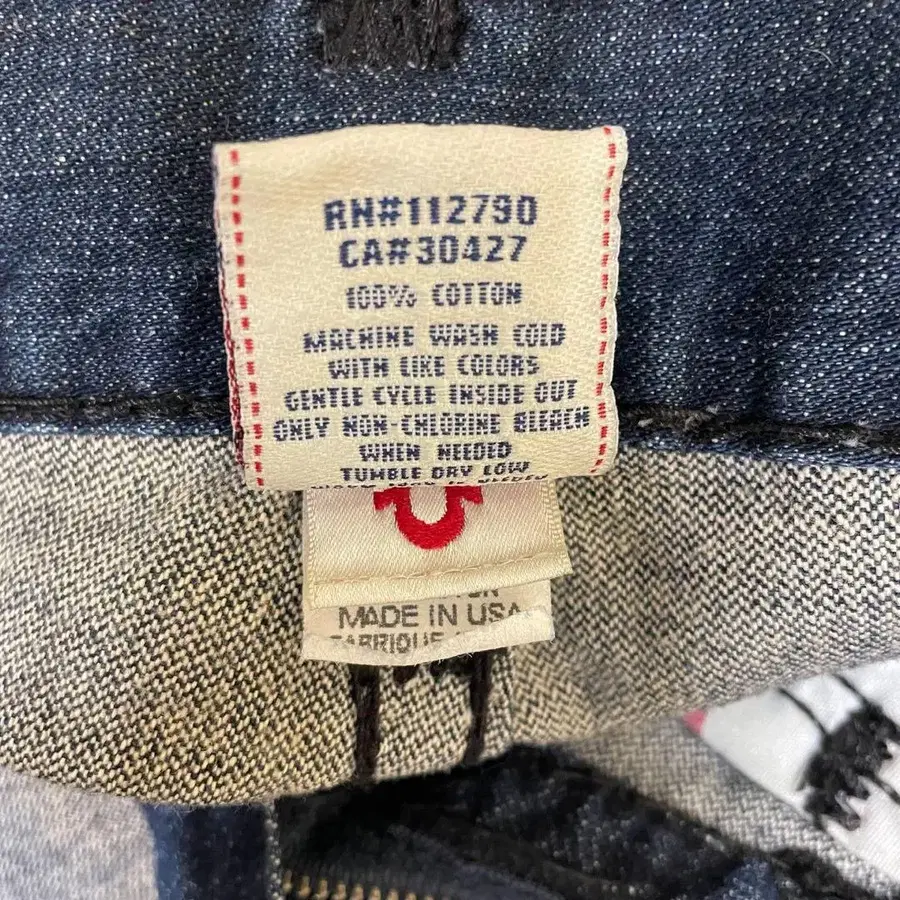 RN#112790
CA#30427
100% COTTON
MACHINE WASH COLD
WITH LIKE COLORS
GENTLE CYCLE INSIDE OUT
ONLY NON-CHLORINE BLEACH
WHEN NEEDED
TUMBLE DRY LOW
MADE IN USA